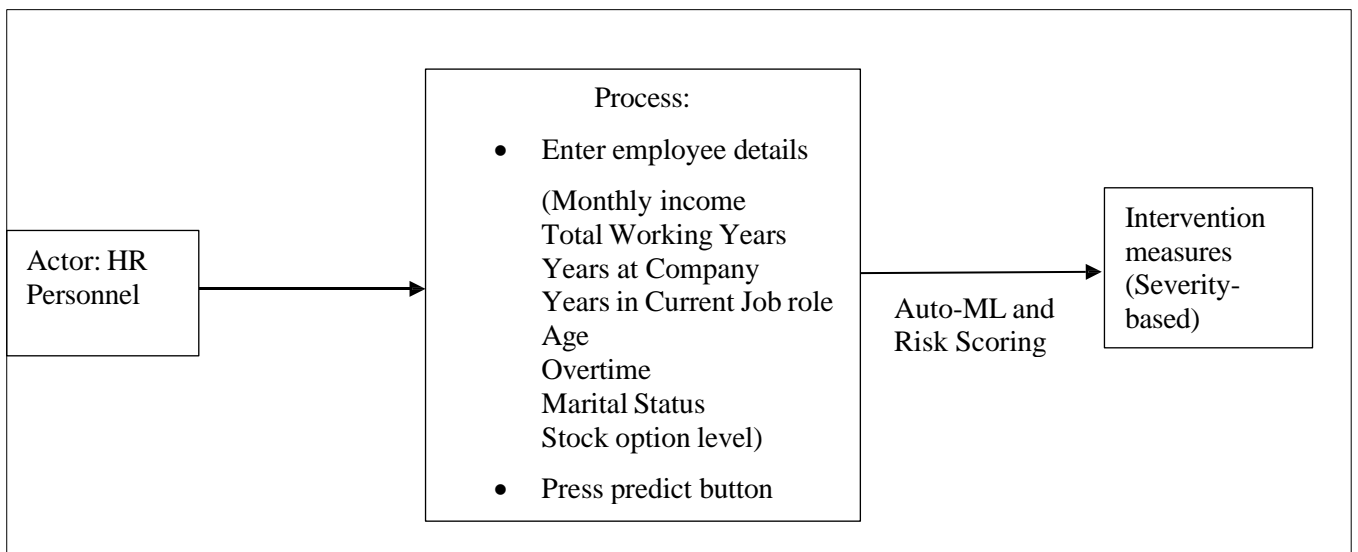 Actor: HR
Personnel
Process:
• Enter employee details
(Monthly income
Total Working Years
Years at Company
Years in Current Job role
Age
Overtime
Marital Status
Stock option level)
• Press predict button
Auto-ML and
Risk Scoring
Intervention
measures
(Severity-
based)